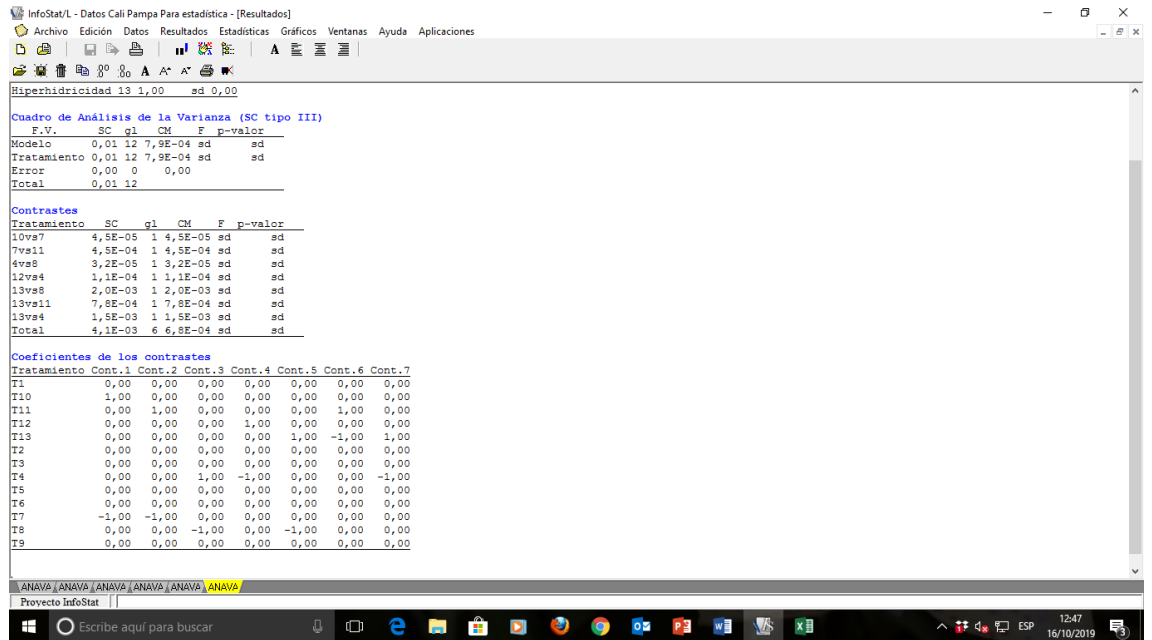 InfoStat/L - Datos Cali Pampa Para estadística - [Resultados]
Archivo Edición Datos Resultados Estadísticas Gráficos Ventanas Ayuda Aplicaciones
Hiperhidricidad 13 1,00 sd 0,00
Cuadro de Análisis de la Varianza (SC tipo III)
F.V. SC gl CM F p-valor
Modelo 0,01 12 7,9E-04 sd sd
Tratamiento 0,01 12 7,9E-04 sd sd
Error 0,00 0 0,00
Total 0,01 12
Contrastes
Tratamiento SC gl CM F p-valor
10vs7 4,5E-05 1 4,5E-05 sd sd
7vs11 4,5E-04 1 4,5E-04 sd sd
4vs8 3,2E-05 1 3,2E-05 sd sd
12vs4 1,1E-04 1 1,1E-04 sd sd
13vs8 2,0E-03 1 2,0E-03 sd sd
13vs11 7,8E-04 1 7,8E-04 sd sd
13vs4 1,5E-03 1 1,5E-03 sd sd
Total 4,1E-03 6 6,8E-04 sd sd
Coeficientes de los contrastes
Tratamiento Cont.1 Cont.2 Cont.3 Cont.4 Cont.5 Cont.6 Cont.7
T1 0,00 0,00 0,00 0,00 0,00 0,00 0,00
T10 1,00 0,00 0,00 0,00 0,00 0,00 0,00
T11 0,00 1,00 0,00 0,00 0,00 1,00 0,00
T12 0,00 0,00 0,00 1,00 0,00 0,00 0,00
T13 0,00 0,00 0,00 0,00 1,00 -1,00 1,00
T2 0,00 0,00 0,00 0,00 0,00 0,00 0,00
T3 0,00 0,00 0,00 0,00 0,00 0,00 0,00
T4 0,00 0,00 1,00 -1,00 0,00 0,00 -1,00
T5 0,00 0,00 0,00 0,00 0,00 0,00 0,00
T6 0,00 0,00 0,00 0,00 0,00 0,00 0,00
T7 -1,00 -1,00 0,00 0,00 0,00 0,00 0,00
T8 0,00 0,00 -1,00 0,00 -1,00 0,00 0,00
T9 0,00 0,00 0,00 0,00 0,00 0,00 0,00
ANAVA ANAVA ANAVA ANAVA ANAVA ANAVA
Proyecto InfoStat
Escribe aquí para buscar
ESP
12:47
16/10/2019